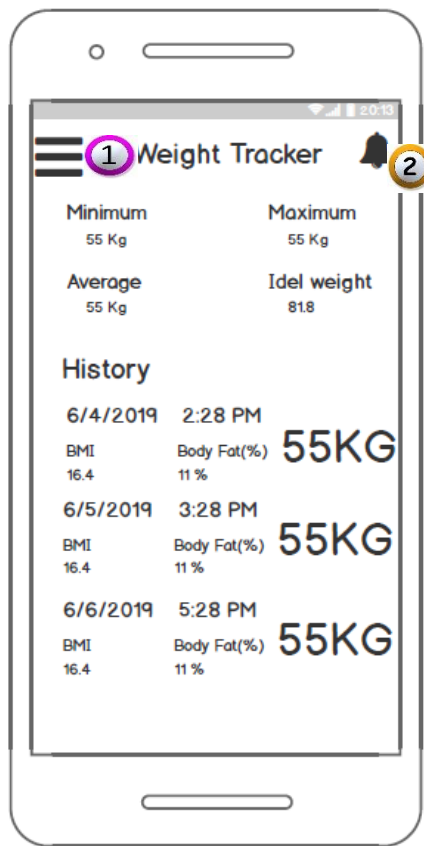 20:13
1 Weight Tracker 2
Minimum Maximum
55 Kg 55 Kg
Average Idel weight
55 Kg 81.8
History
6/4/2019 2:28 PM
55KG
BMI Body Fat(%)
16.4 11 %
6/5/2019 3:28 PM
55KG
BMI Body Fat(%)
16.4 11 %
6/6/2019 5:28 PM
55KG
BMI Body Fat(%)
16.4 11 %